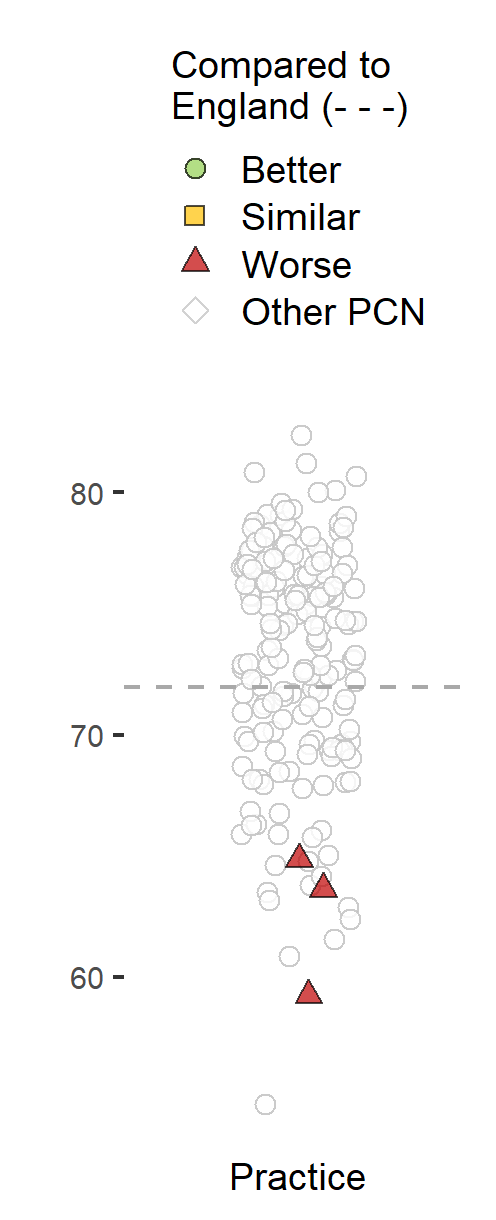 Compared to
England (- - -)
Better
Similar
Worse
Other PCN
80
70
60
Practice